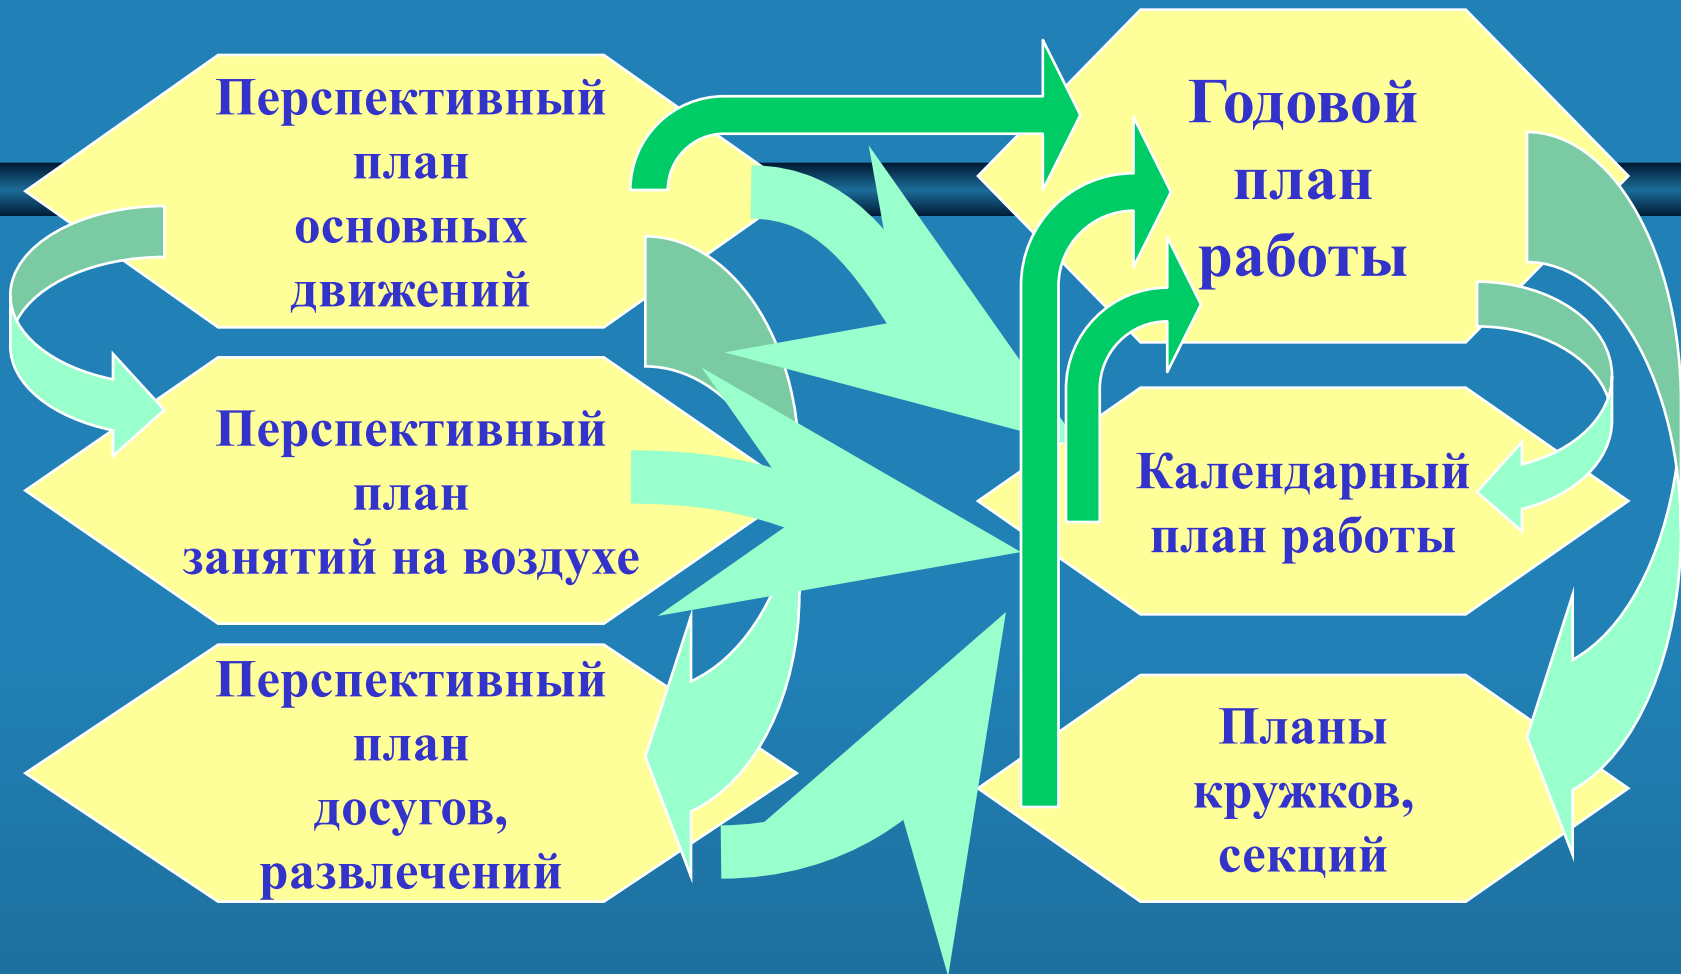 Перспективный
план
основных
движений
Перспективный
план
занятий на воздухе
Перспективный
план
досугов,
развлечений
Годовой
план
работы
Календарный
план работы
Планы
кружков,
секций